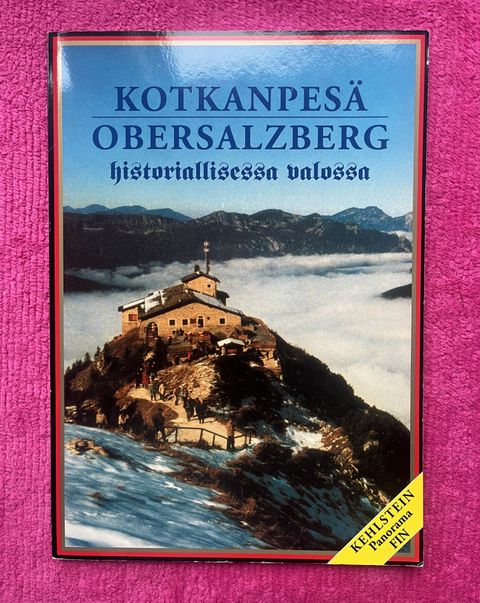 KOTKANPESÄ
OBERSALZBERG
historiallisessa valossa
KEHLSTEIN
Panorama
FIN